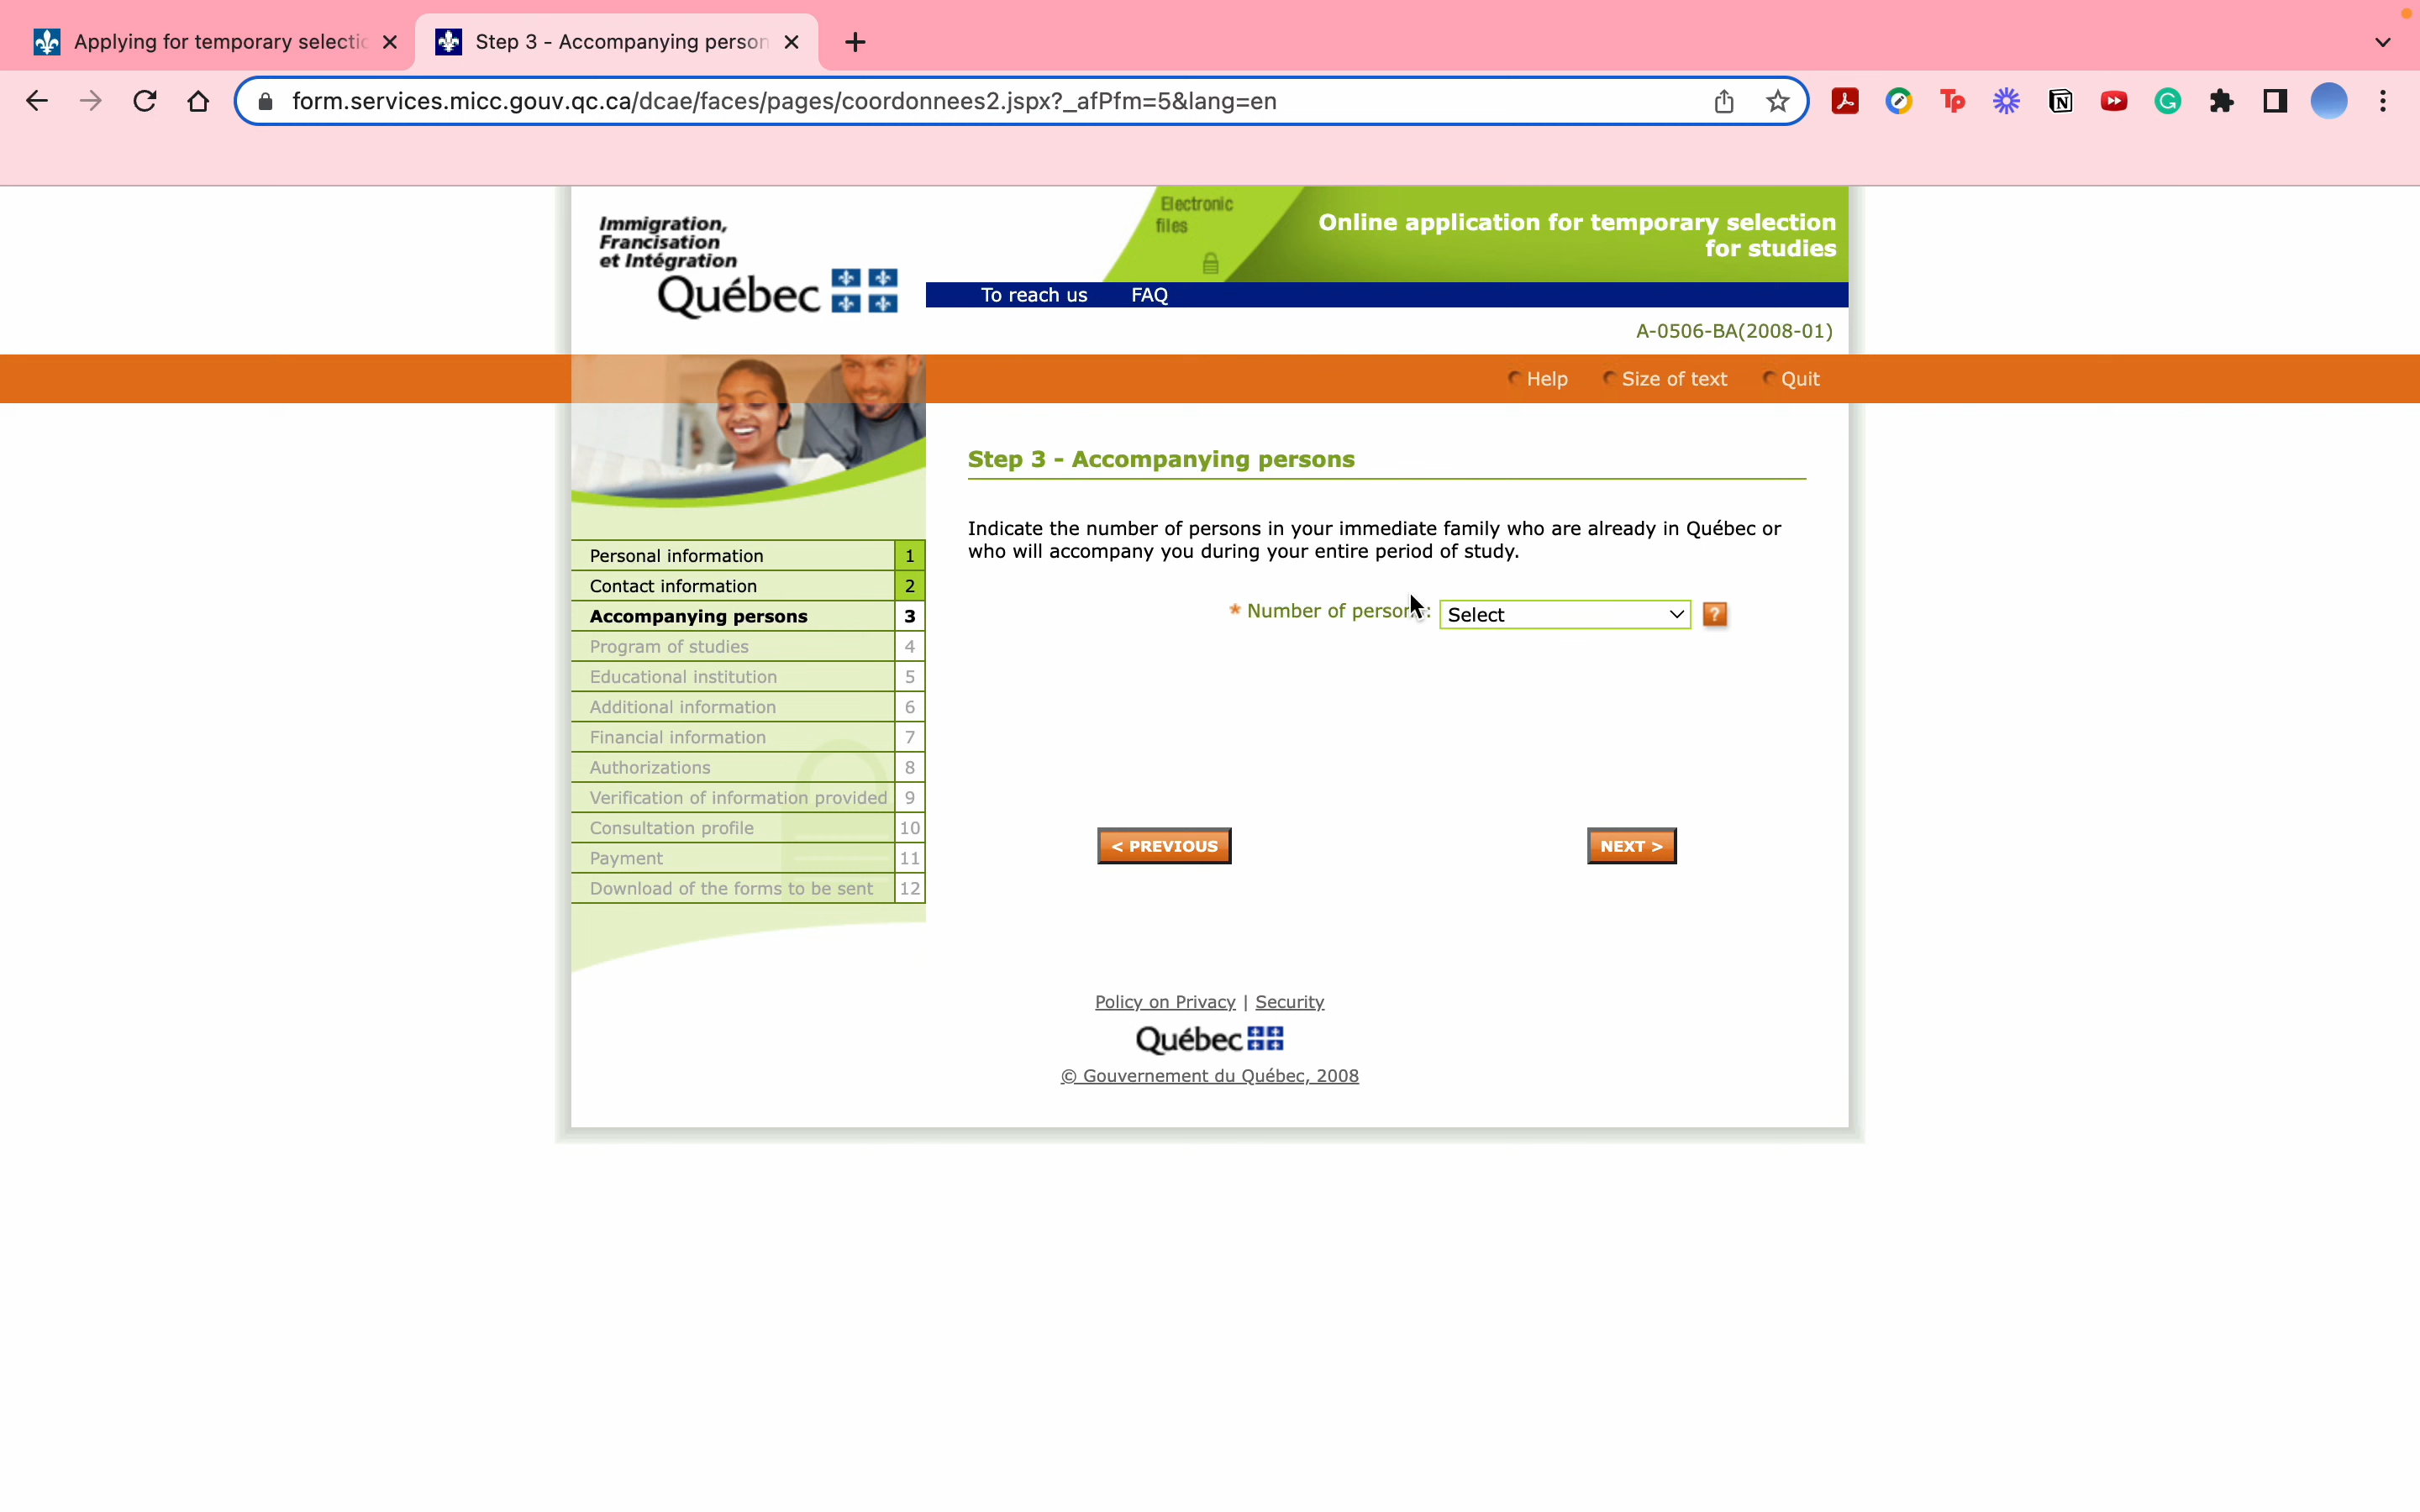 Applying for temporary selectic
Step 3 - Accompanying person
form.services.micc.gouv.qc.ca/dcae/faces/pages/coordonnees2.jspx?_afPfm=5&lang=en
Immigration,
Francisation
et Intégration
Québec
Electronic
files
Online application for temporary selection
for studies
To reach us FAQ
A-0506-BA(2008-01)
Help Size of text Quit
Step 3 - Accompanying persons
Indicate the number of persons in your immediate family who are already in Québec or
who will accompany you during your entire period of study.
* Number of persons: Select ?
Personal information 1
Contact information 2
Accompanying persons 3
Program of studies 4
Educational institution 5
Additional information 6
Financial information 7
Authorizations 8
Verification of information provided 9
Consultation profile 10
Payment 11
Download of the forms to be sent 12
< PREVIOUS NEXT >
Policy on Privacy | Security
Québec
© Gouvernement du Québec, 2008